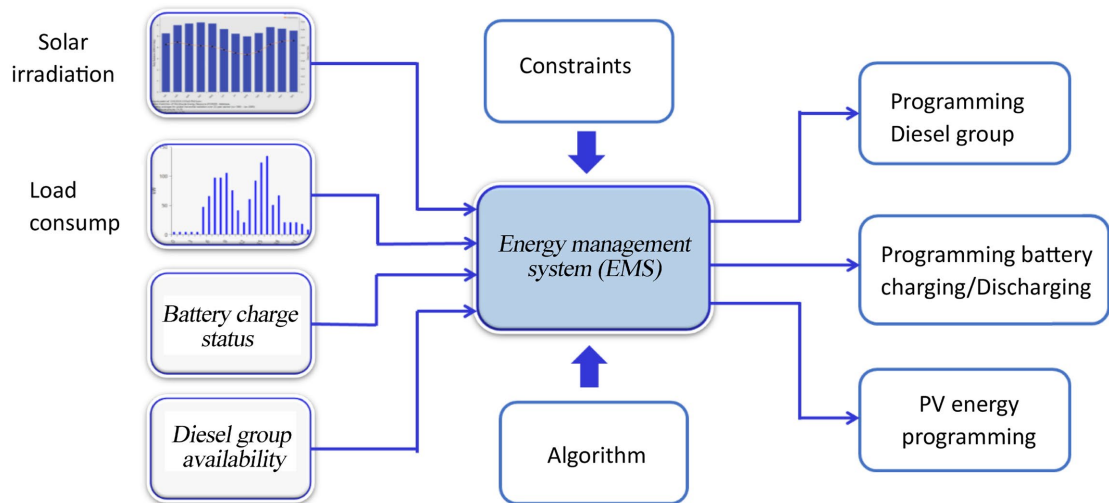 Solar
irradiation
Load
consump
Battery charge
status
Diesel group
availability
Constraints
Energy management
system (EMS)
Algorithm
Programming
Diesel group
Programming battery
charging/Discharging
PV energy
programming